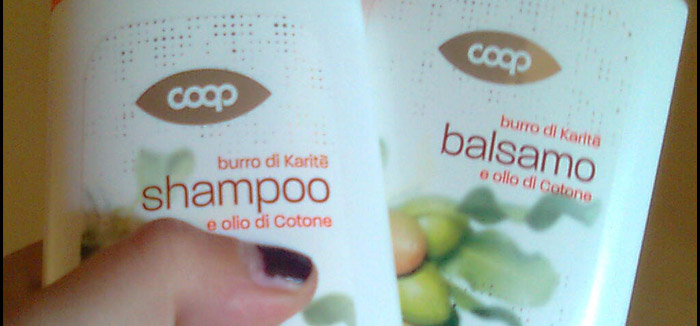 coop
burro di Karitè
shampoo
e olio di Cotone
coop
burro di Karitè
balsamo
e olio di Cotone